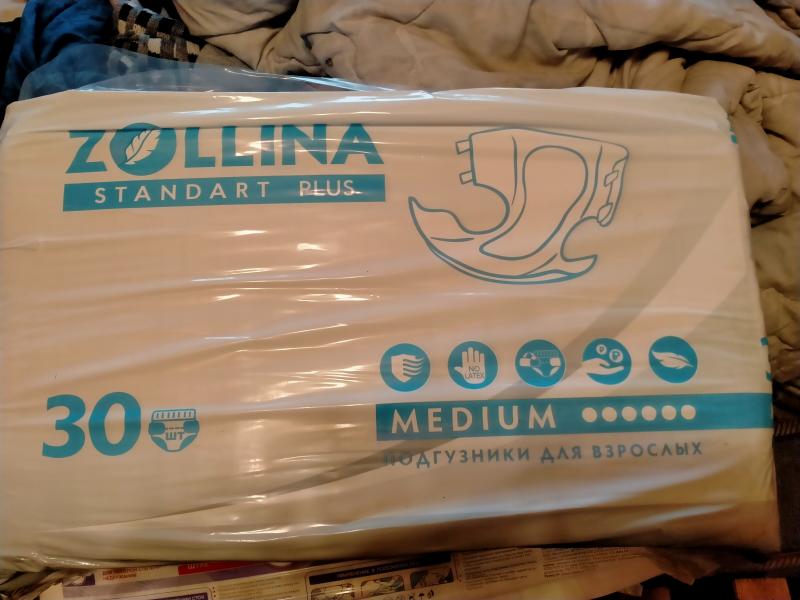 ZOLLINA
STANDART PLUS
NO
LATEX
30 ШТ
MEDIUM
ПОДГУЗНИКИ ДЛЯ ВЗРОСЛЫХ